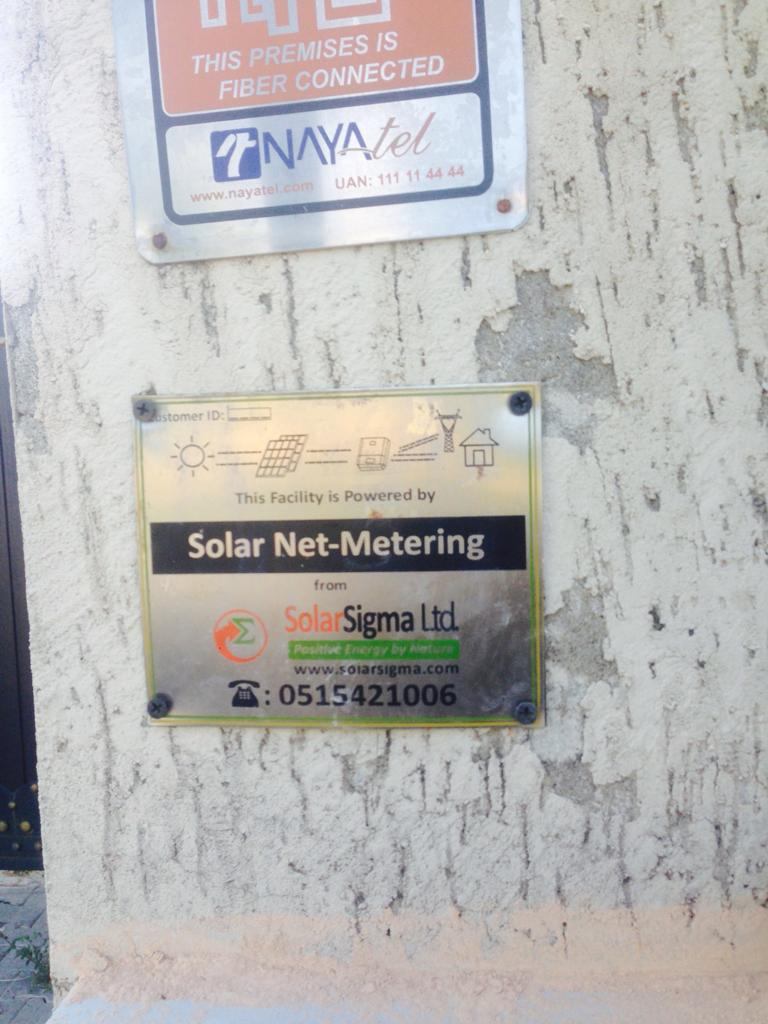 THIS PREMISES IS
FIBER CONNECTED
NAYAtel
www.nayatel.com UAN: 111 11 44 44
Customer ID:
This Facility is Powered by
Solar Net-Metering
from
SolarSigma Ltd.
Positive Energy by Nature
www.solarsigma.com
: 0515421006